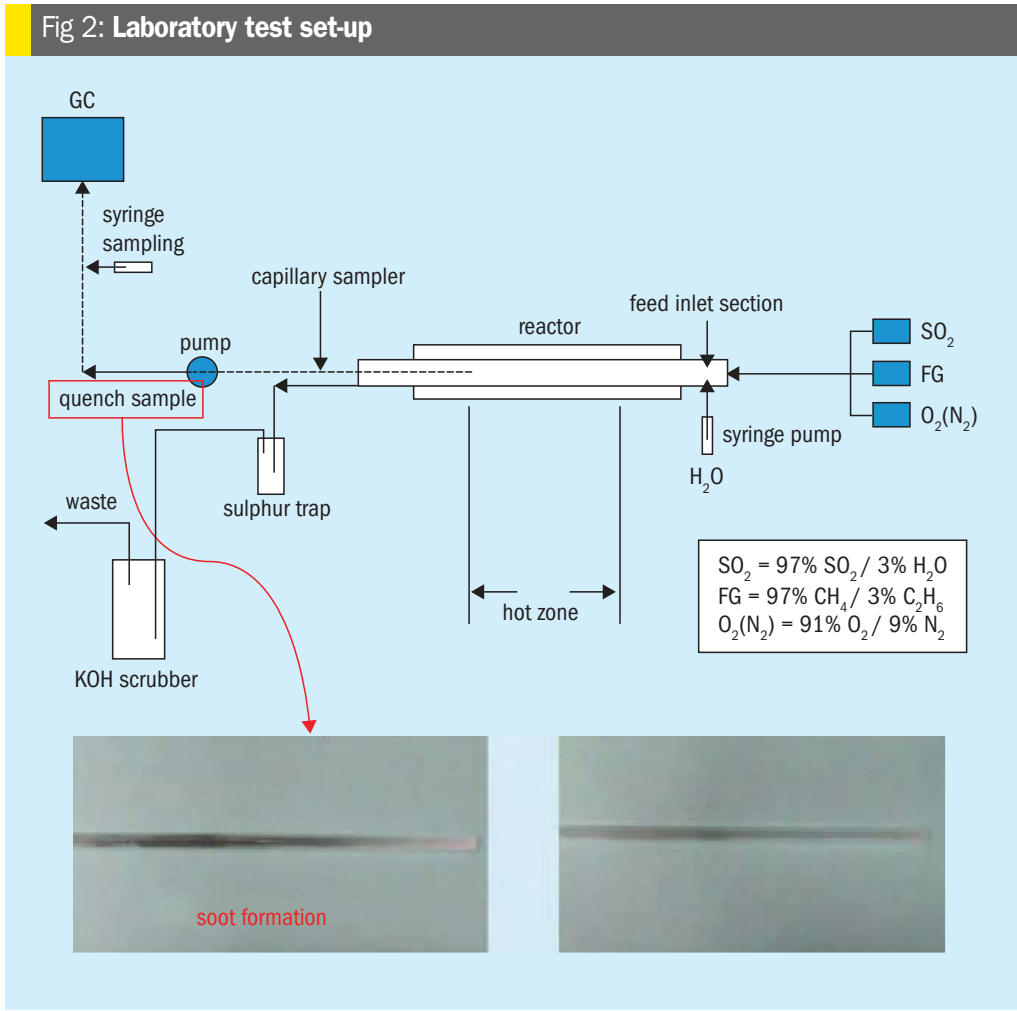 Fig 2: Laboratory test set-up
GC
syringe
sampling
capillary sampler
feed inlet section
reactor
pump
SO₂
FG
O₂(N₂)
quench sample
syringe pump
H₂O
sulphur trap
waste
SO₂ = 97% SO₂ / 3% H₂O
FG = 97% CH₄ / 3% C₂H₆
O₂(N₂) = 91% O₂ / 9% N₂
hot zone
KOH scrubber
soot formation